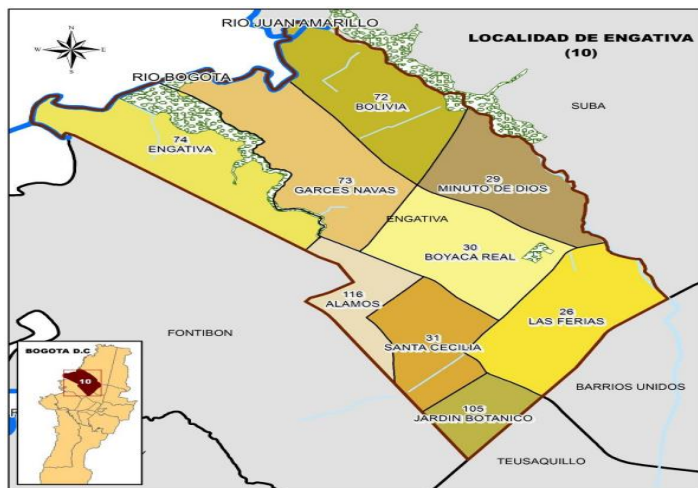 RIO JUAN AMARILLO
LOCALIDAD DE ENGATIVA
(10)
N
W
E
S
RIO BOGOTA
72
BOLIVIA
SUBA
74
ENGATIVA
73
GARCES NAVAS
29
MINUTO DE DIOS
ENGATIVA
30
BOYACA REAL
116
ALAMOS
26
LAS FERIAS
FONTIBON
31
SANTA CECILIA
BOGOTA D.C
10
BARRIOS UNIDOS
105
JARDIN BOTANICO
TEUSAQUILLO